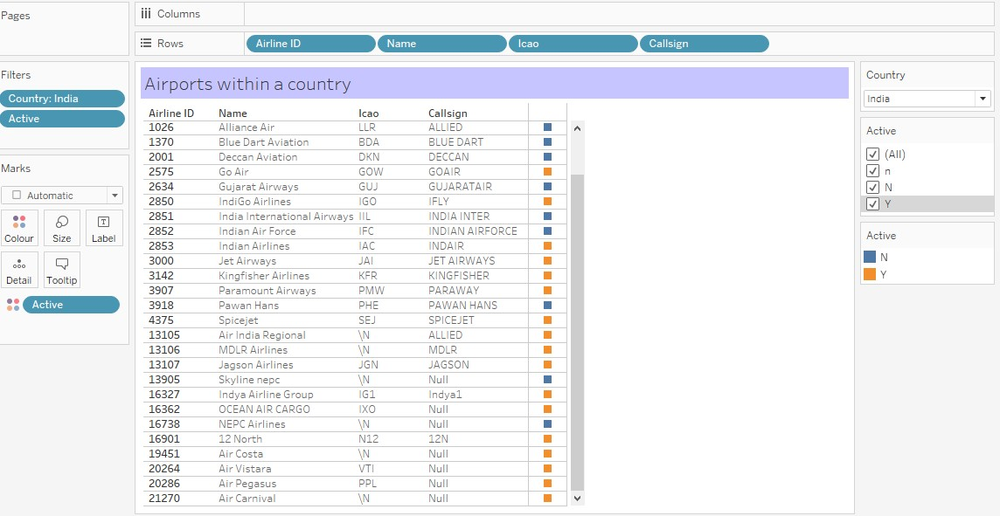 Pages
Columns
Rows
Airline ID
Name
Icao
Callsign
Filters
Country: India
Active
Marks
Automatic
Colour
Size
Label
Detail
Tooltip
Active
Airports within a country
Airline ID Name Icao Callsign
1026 Alliance Air LLR ALLIED
1370 Blue Dart Aviation BDA BLUE DART
2001 Deccan Aviation DKN DECCAN
2575 Go Air GOW GOAIR
2634 Gujarat Airways GUJ GUJARATAIR
2850 IndiGo Airlines IGO IFLY
2851 India International Airways IIL INDIA INTER
2852 Indian Air Force IFC INDIAN AIRFORCE
2853 Indian Airlines IAC INDAIR
3000 Jet Airways JAI JET AIRWAYS
3142 Kingfisher Airlines KFR KINGFISHER
3907 Paramount Airways PMW PARAWAY
3918 Pawan Hans PHE PAWAN HANS
4375 Spicejet SEJ SPICEJET
13105 Air India Regional \N ALLIED
13106 MDLR Airlines \N MDLR
13107 Jagson Airlines JGN JAGSON
13905 Skyline nepc \N Null
16327 Indya Airline Group IG1 Indya1
16362 OCEAN AIR CARGO IXO Null
16738 NEPC Airlines \N Null
16901 12 North N12 12N
19451 Air Costa \N Null
20264 Air Vistara VTI Null
20286 Air Pegasus PPL Null
21270 Air Carnival \N Null
Country
India
Active
(All)
n
N
Y
Active
N
Y